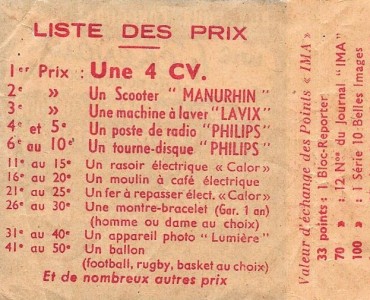 LISTE DES PRIX
1er Prix : Une 4 CV.
2e » Un Scooter " MANURHIN "
3e » Une machine à laver "LAVIX"
4e et 5e Un poste de radio "PHILIPS"
6e au 10e Un tourne-disque "PHILIPS"
11e au 15e Un rasoir électrique « Calor »
16e au 20e Un moulin à café électrique
21e au 25e Un fer à repasser élect. « Calor »
26e au 30e Une montre-bracelet (Gar. 1 an)
(homme ou dame au choix)
31e au 40e Un appareil photo "Lumière"
41e au 50e Un ballon
(football, rugby, basket au choix)
Et de nombreux autres prix
Valeur d'échange des Points « IMA »
33 points : 1 Bloc-Reporter
70 » : 12 Nos du Journal "IMA"
100 » : 1 Série 10 Belles Images